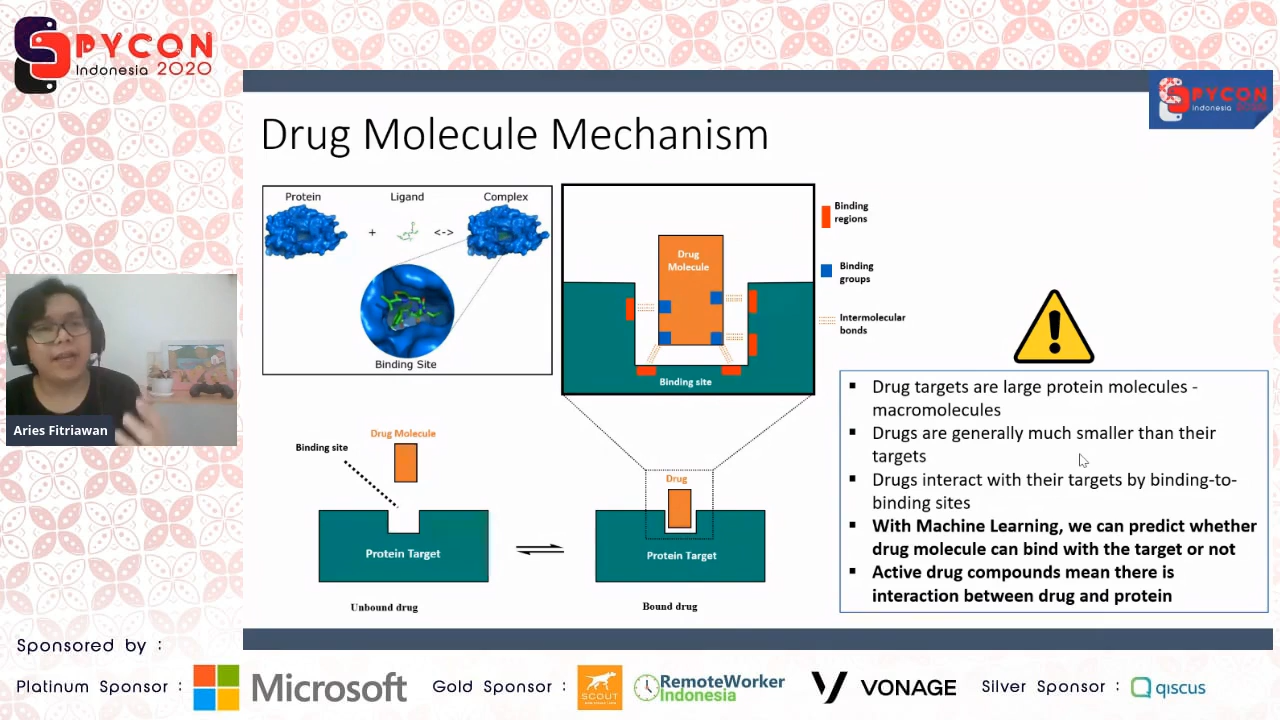 PYCON
Indonesia 2020
PYCON
Indonesia 2020
Drug Molecule Mechanism
Protein
Ligand
Complex
+
<->
Binding Site
Drug
Molecule
Binding site
Binding
regions
Binding
groups
Intermolecular
bonds
Drug Molecule
Binding site
Protein Target
Unbound drug
Drug
Protein Target
Bound drug
▪ Drug targets are large protein molecules -
macromolecules
▪ Drugs are generally much smaller than their
targets
▪ Drugs interact with their targets by binding-to-
binding sites
▪ With Machine Learning, we can predict whether
drug molecule can bind with the target or not
▪ Active drug compounds mean there is
interaction between drug and protein
Aries Fitriawan
Sponsored by :
Platinum Sponsor :
Microsoft
Gold Sponsor :
SCOUT
RemoteWorker
Indonesia
VONAGE
Silver Sponsor :
qiscus